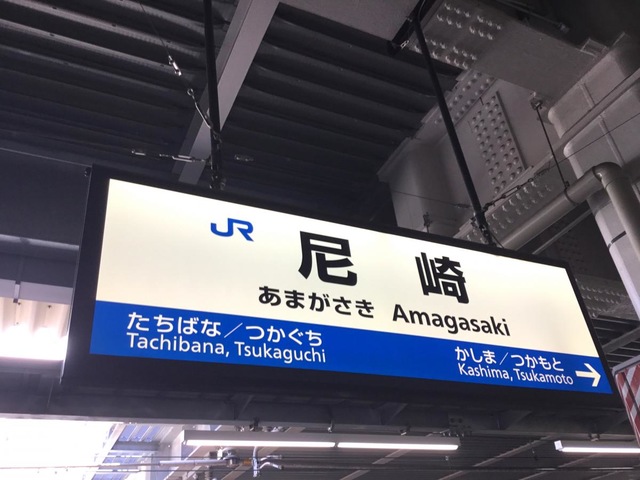 JR
尼崎
あまがさき Amagasaki
たちばな／つかぐち
Tachibana, Tsukaguchi
かしま／つかもと
Kashima, Tsukamoto →